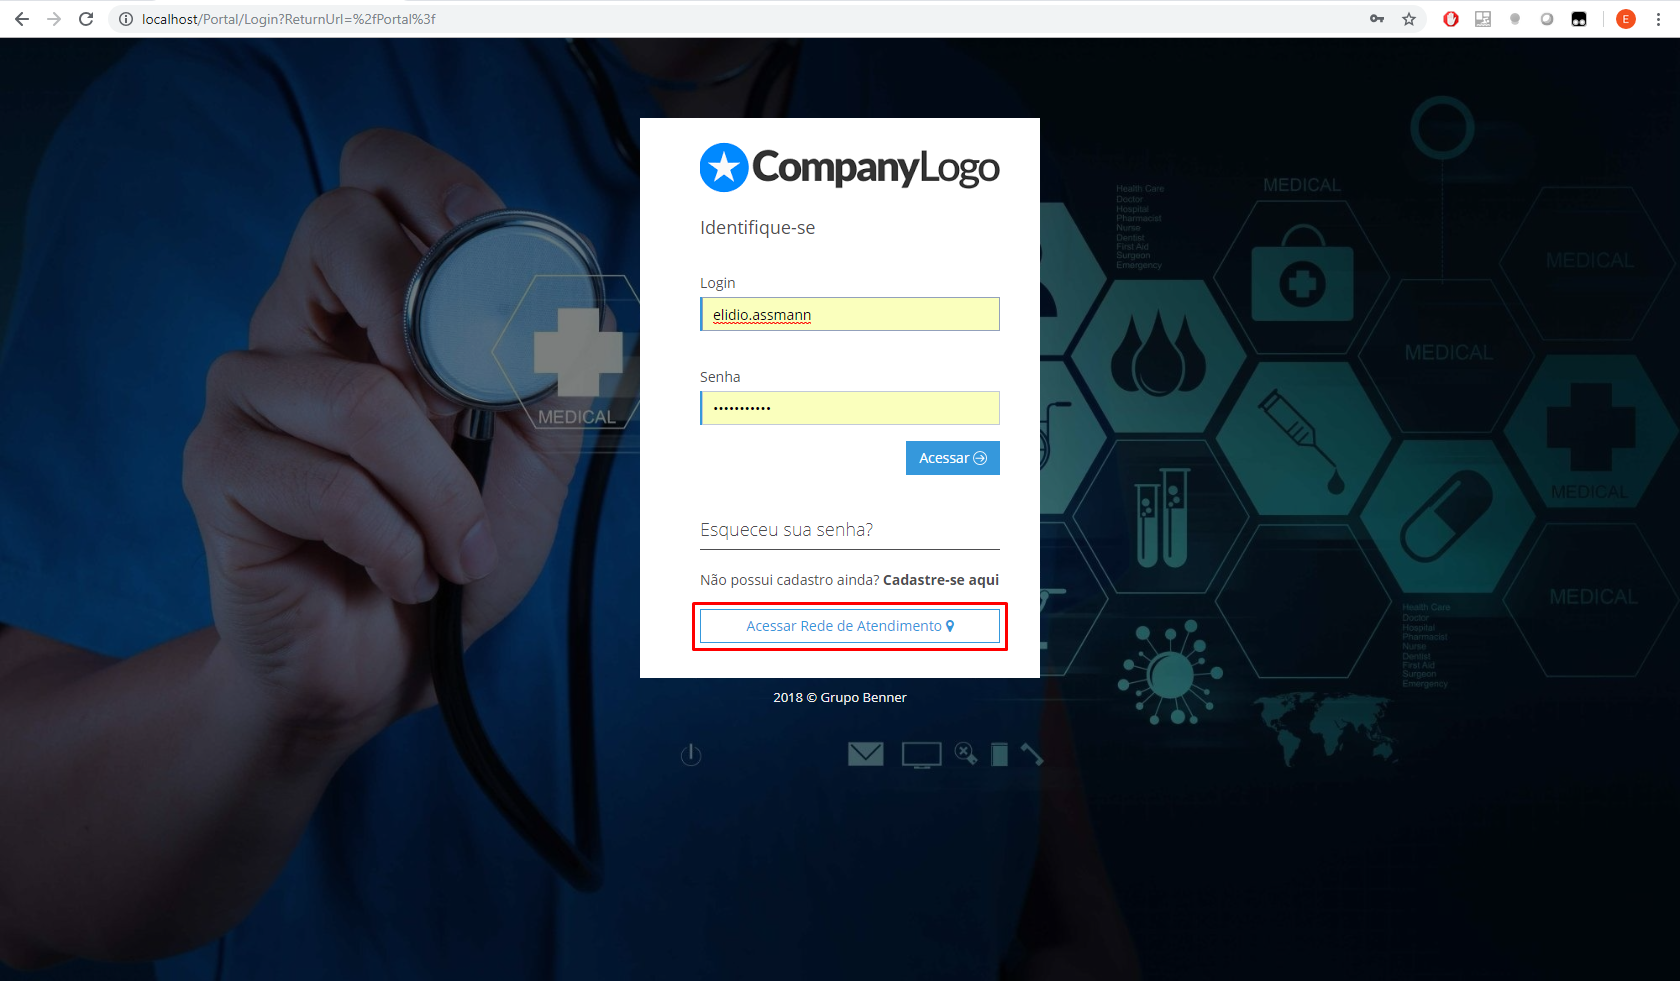 localhost/Portal/Login?ReturnUrl=%2fPortal%3f
E
CompanyLogo
Identifique-se
Login
elidio.assmann
Senha
•••••••••••
Acessar
Esqueceu sua senha?
Não possui cadastro ainda? Cadastre-se aqui
Acessar Rede de Atendimento
2018 © Grupo Benner
MEDICAL
Health Care
Doctor
Hospital
Pharmacist
Nurse
Dentist
First Aid
Surgeon
Emergency
MEDICAL
MEDICAL
MEDICAL
MEDICAL
MEDICAL
Health Care
Doctor
Hospital
Pharmacist
Nurse
Dentist
First Aid
Surgeon
Emergency